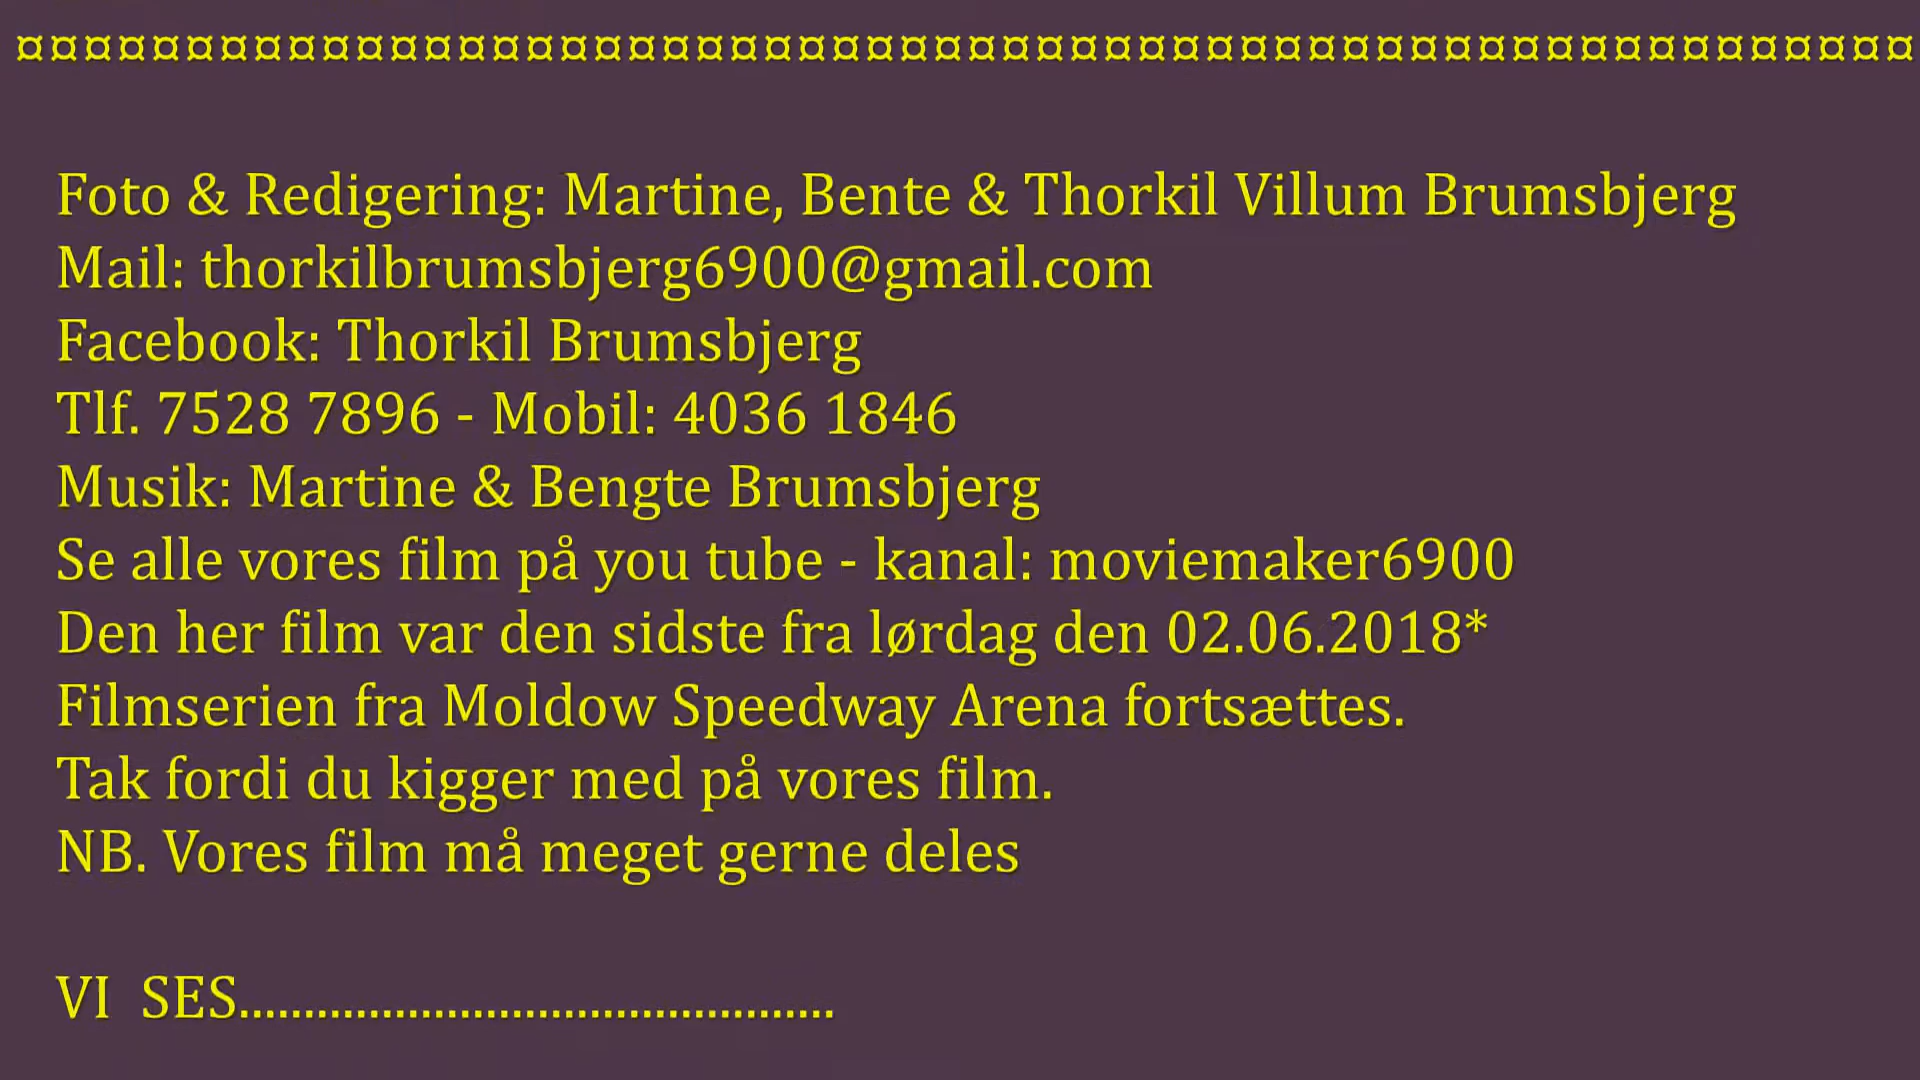 ¤¤¤¤¤¤¤¤¤¤¤¤¤¤¤¤¤¤¤¤¤¤¤¤¤¤¤¤¤¤¤¤¤¤¤¤¤¤¤¤¤¤¤¤¤¤¤¤¤¤¤¤¤¤¤¤
Foto & Redigering: Martine, Bente & Thorkil Villum Brumsbjerg
Mail: thorkilbrumsbjerg6900@gmail.com
Facebook: Thorkil Brumsbjerg
Tlf. 7528 7896 - Mobil: 4036 1846
Musik: Martine & Bengte Brumsbjerg
Se alle vores film på you tube - kanal: moviemaker6900
Den her film var den sidste fra lørdag den 02.06.2018*
Filmserien fra Moldow Speedway Arena fortsættes.
Tak fordi du kigger med på vores film.
NB. Vores film må meget gerne deles
VI  SES..............................................